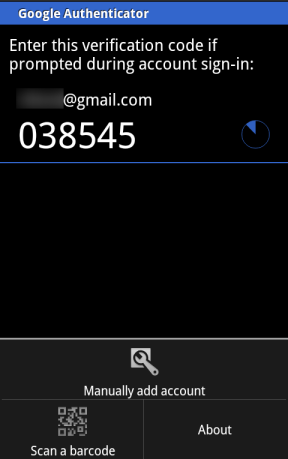 Google Authenticator
Enter this verification code if
prompted during account sign-in:
@gmail.com
038545
Manually add account
Scan a barcode
About